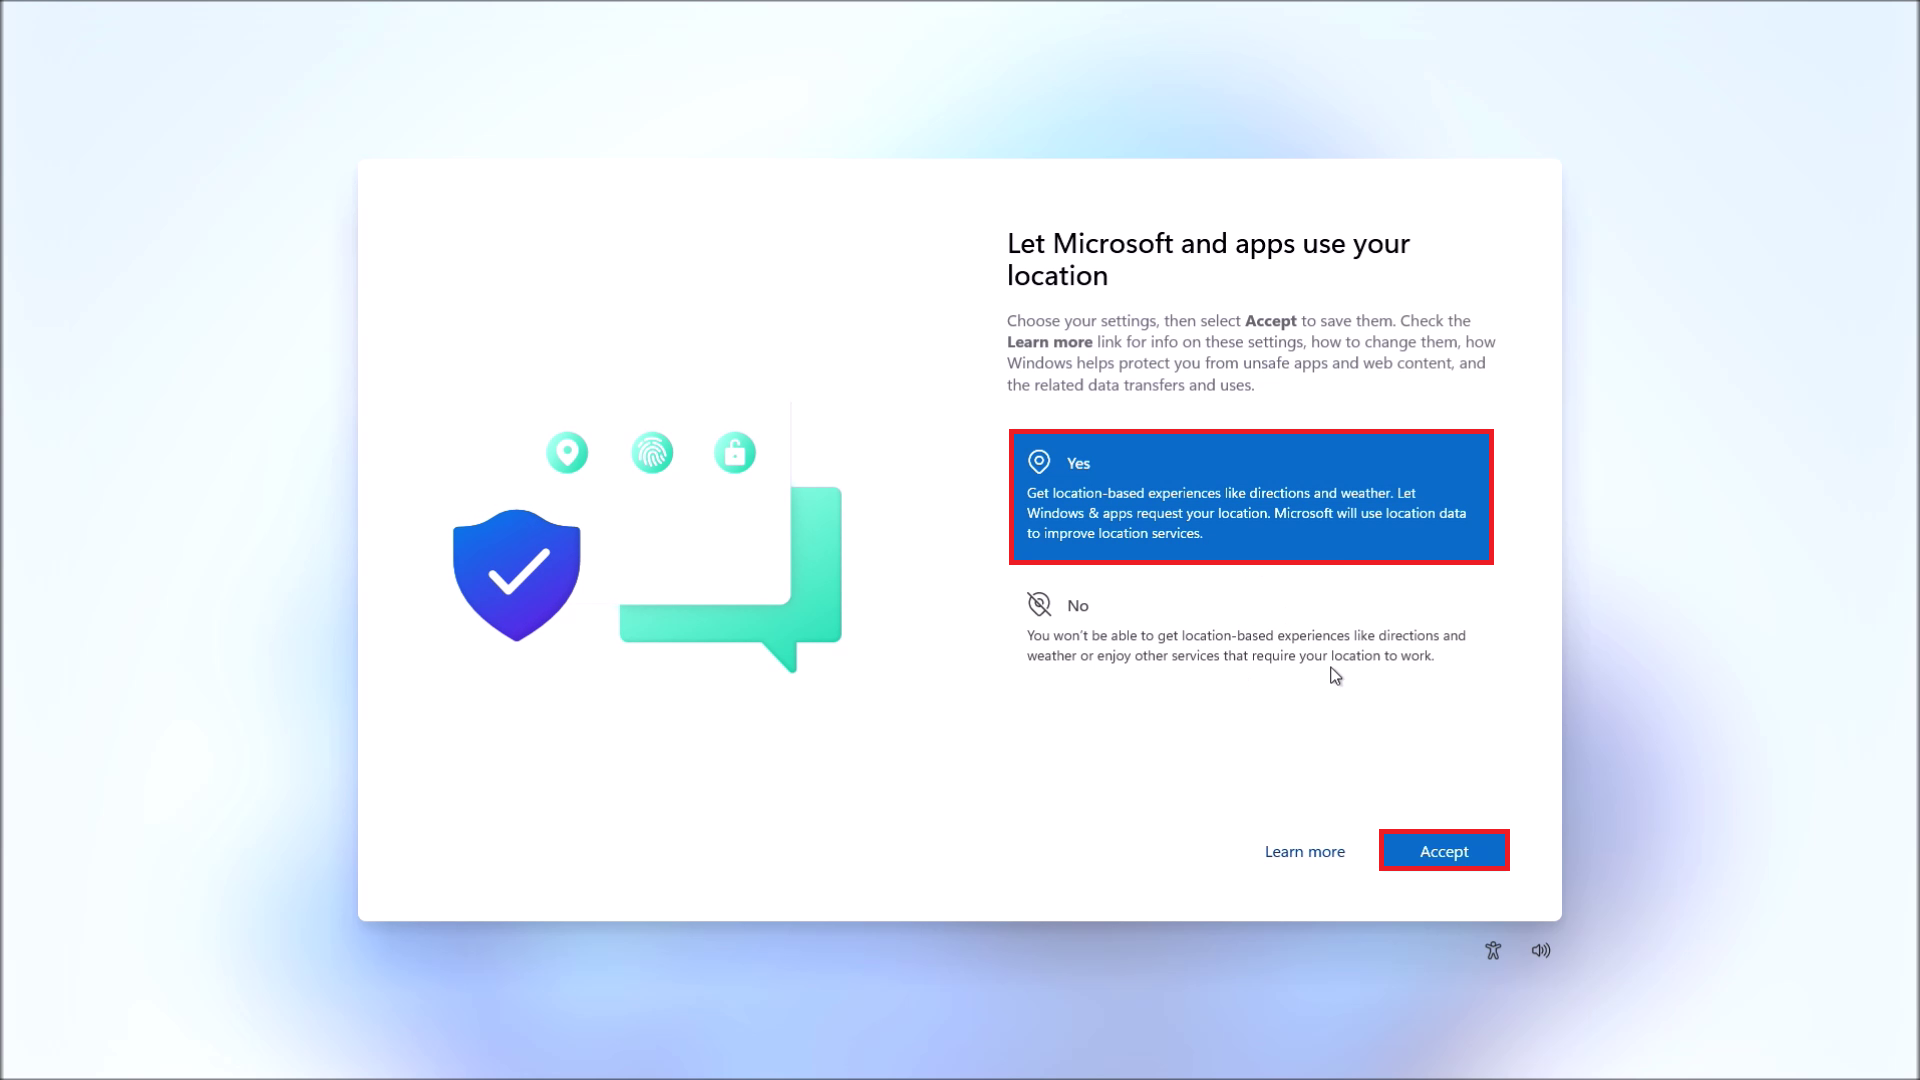 Let Microsoft and apps use your
location
Choose your settings, then select Accept to save them. Check the
Learn more link for info on these settings, how to change them, how
Windows helps protect you from unsafe apps and web content, and
the related data transfers and uses.
Yes
Get location-based experiences like directions and weather. Let
Windows & apps request your location. Microsoft will use location data
to improve location services.
No
You won't be able to get location-based experiences like directions and
weather or enjoy other services that require your location to work.
Learn more
Accept